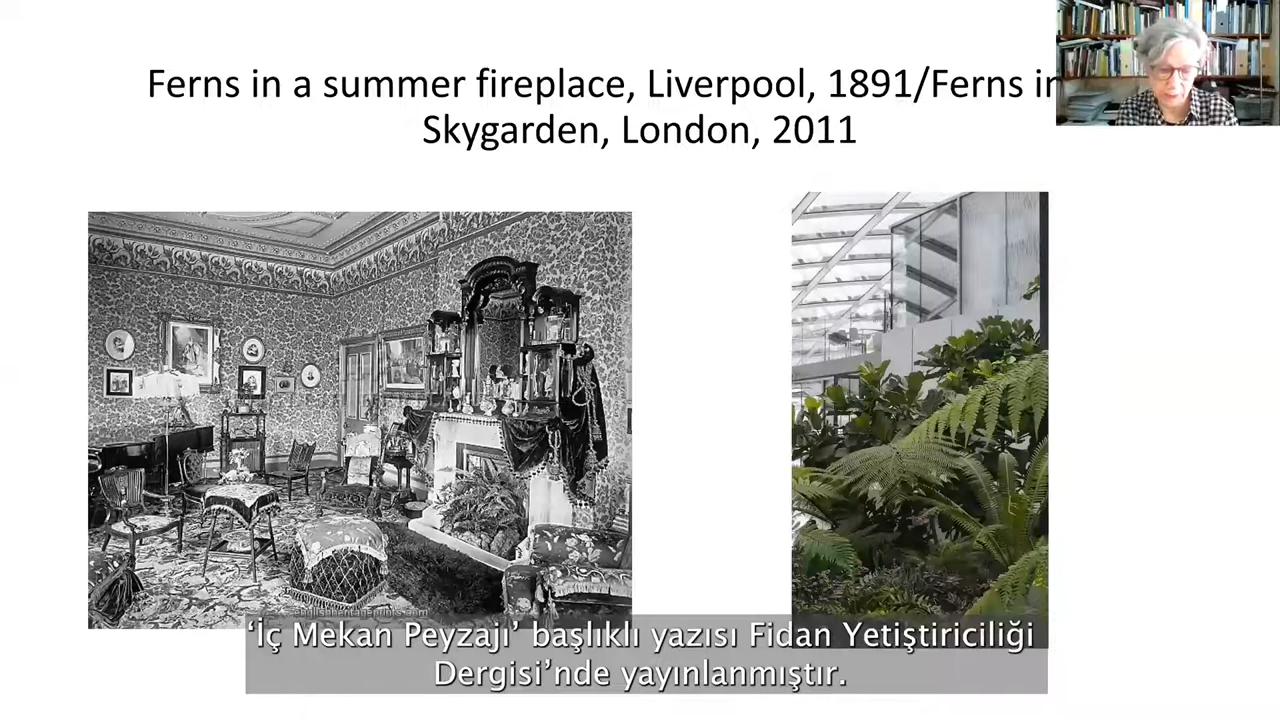 Ferns in a summer fireplace, Liverpool, 1891/Ferns in
Skygarden, London, 2011
‘İç Mekan Peyzajı’ başlıklı yazısı Fidan Yetiştiriciliği
Dergisi’nde yayınlanmıştır.